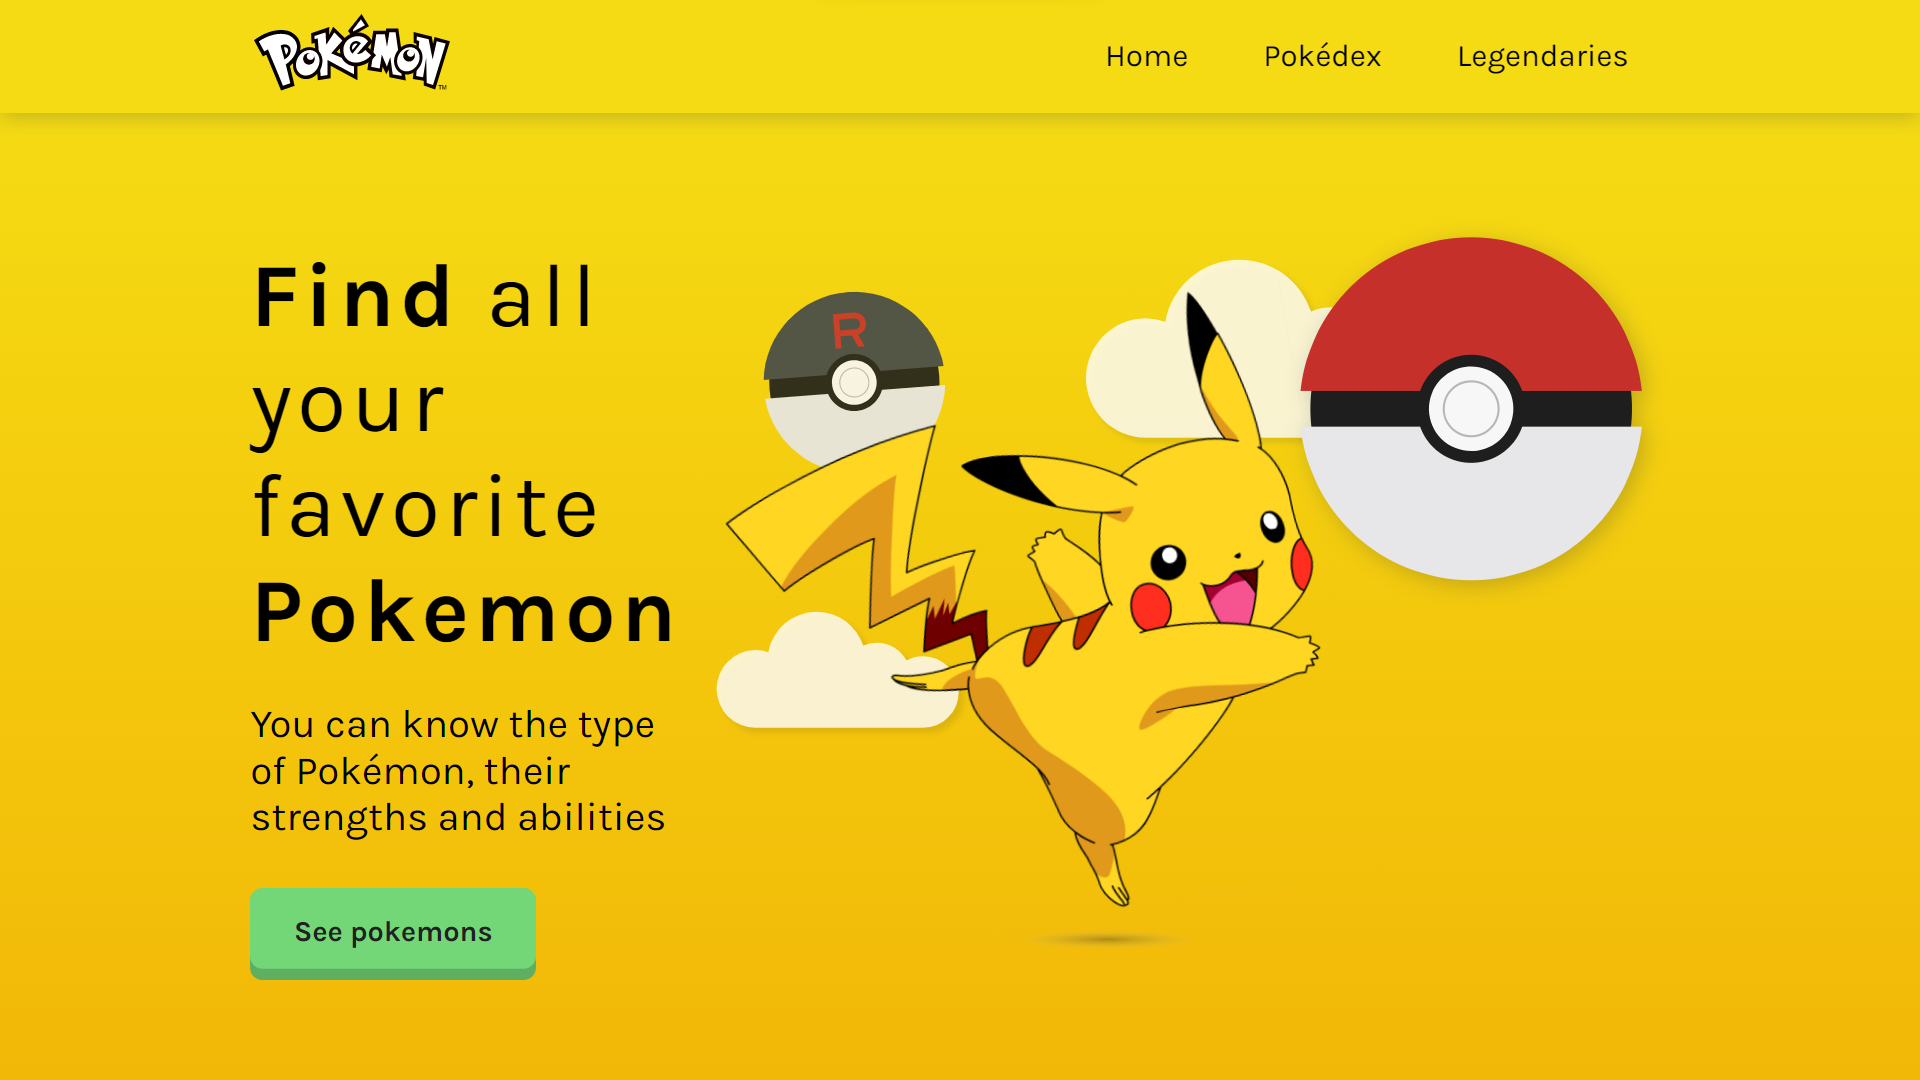 POKéMON
TM
Home Pokédex Legendaries
Find all
your
favorite
Pokemon
R
You can know the type
of Pokémon, their
strengths and abilities
See pokemons